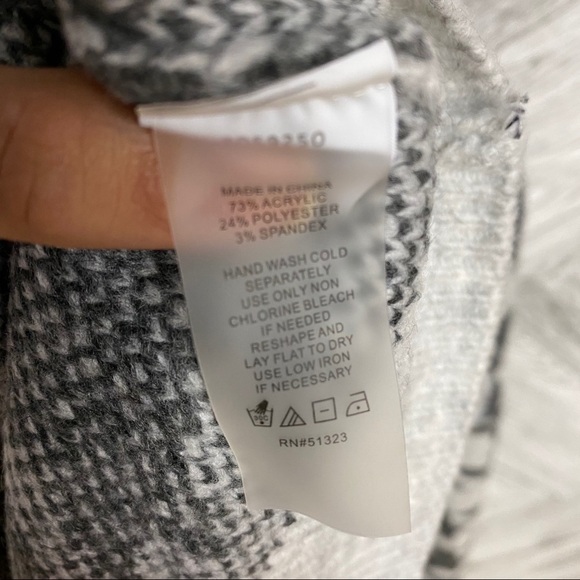 MADE IN CHINA
73% ACRYLIC
24% POLYESTER
3% SPANDEX
HAND WASH COLD
SEPARATELY
USE ONLY NON
CHLORINE BLEACH
IF NEEDED
RESHAPE AND
LAY FLAT TO DRY
USE LOW IRON
IF NECESSARY
RN#51323